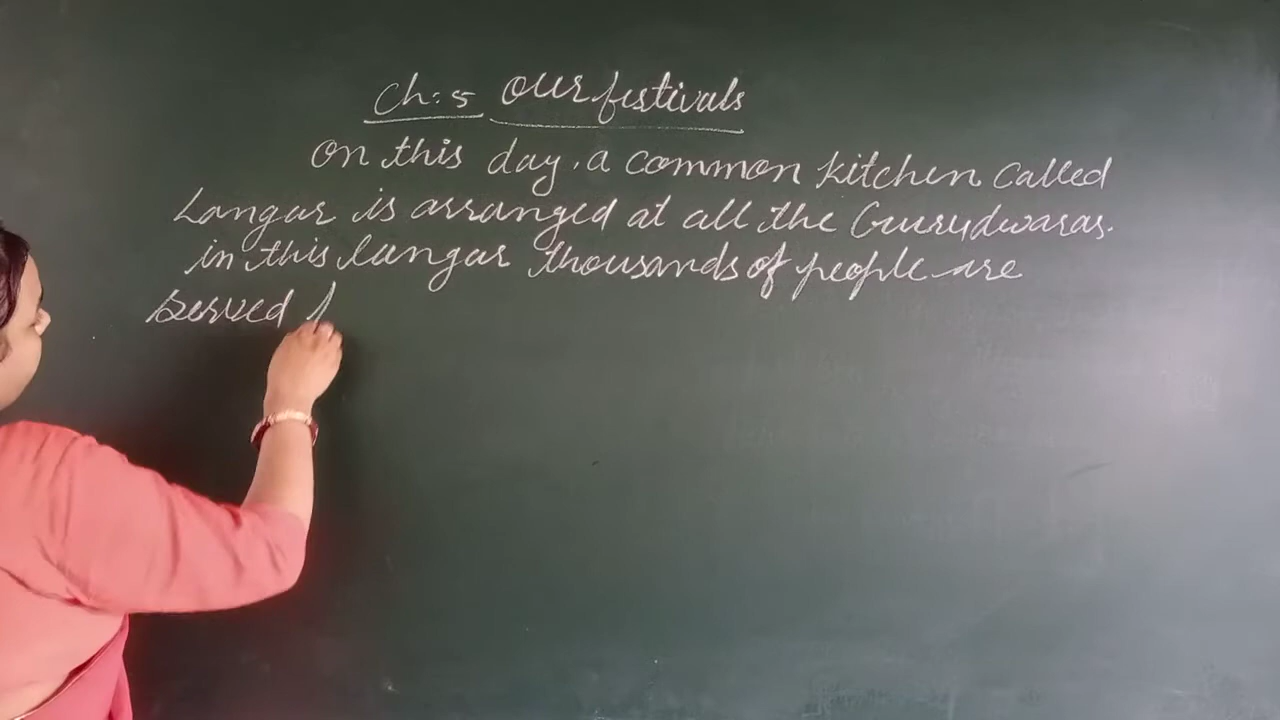 Ch:5 Our festivals
On this day, a common kitchen called
Langar is arranged at all the Gurudwaras.
in this langar thousands of people are
served